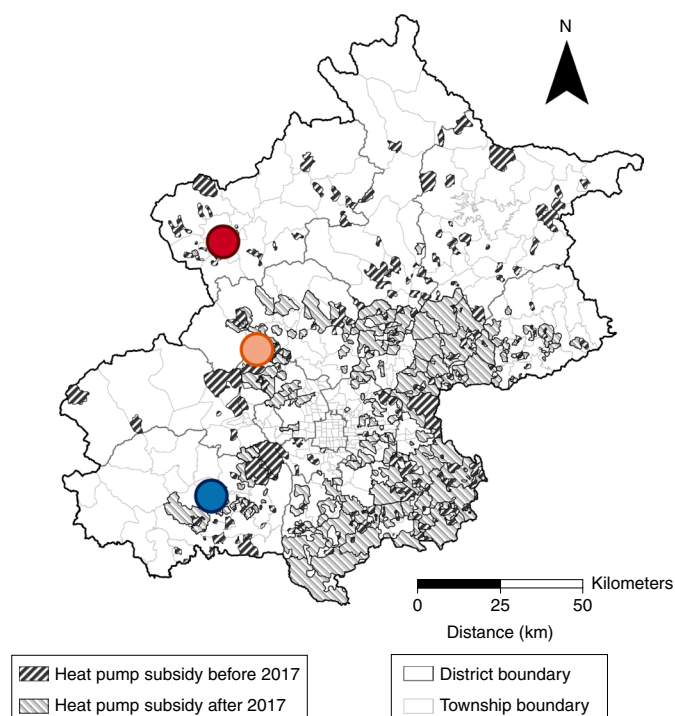 N
Kilometers
0 25 50
Distance (km)
Heat pump subsidy before 2017
Heat pump subsidy after 2017
District boundary
Township boundary